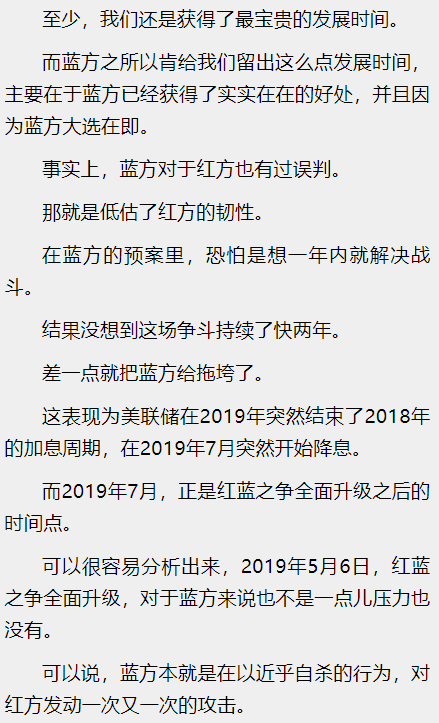 至少，我们还是获得了最宝贵的发展时间。
而蓝方之所以肯给我们留出这么点发展时间，
主要在于蓝方已经获得了实实在在的好处，并且因
为蓝方大选在即。
事实上，蓝方对于红方也有过误判。
那就是低估了红方的韧性。
在蓝方的预案里，恐怕是想一年内就解决战
斗。
结果没想到这场争斗持续了快两年。
差一点就把蓝方给拖垮了。
这表现为美联储在2019年突然结束了2018年
的加息周期，在2019年7月突然开始降息。
而2019年7月，正是红蓝之争全面升级之后的
时间点。
可以很容易分析出来，2019年5月6日，红蓝
之争全面升级，对于蓝方来说也不是一点儿压力也
没有。
可以说，蓝方本就是在以近乎自杀的行为，对
红方发动一次又一次的攻击。